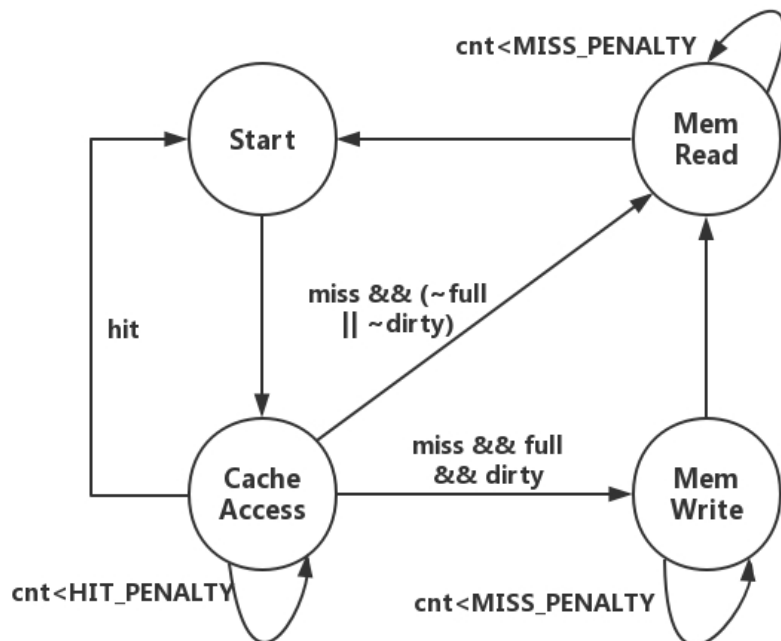 cnt<MISS_PENALTY
Start
Mem
Read
miss && (~full
|| ~dirty)
hit
miss && full
&& dirty
Cache
Access
Mem
Write
cnt<HIT_PENALTY
cnt<MISS_PENALTY